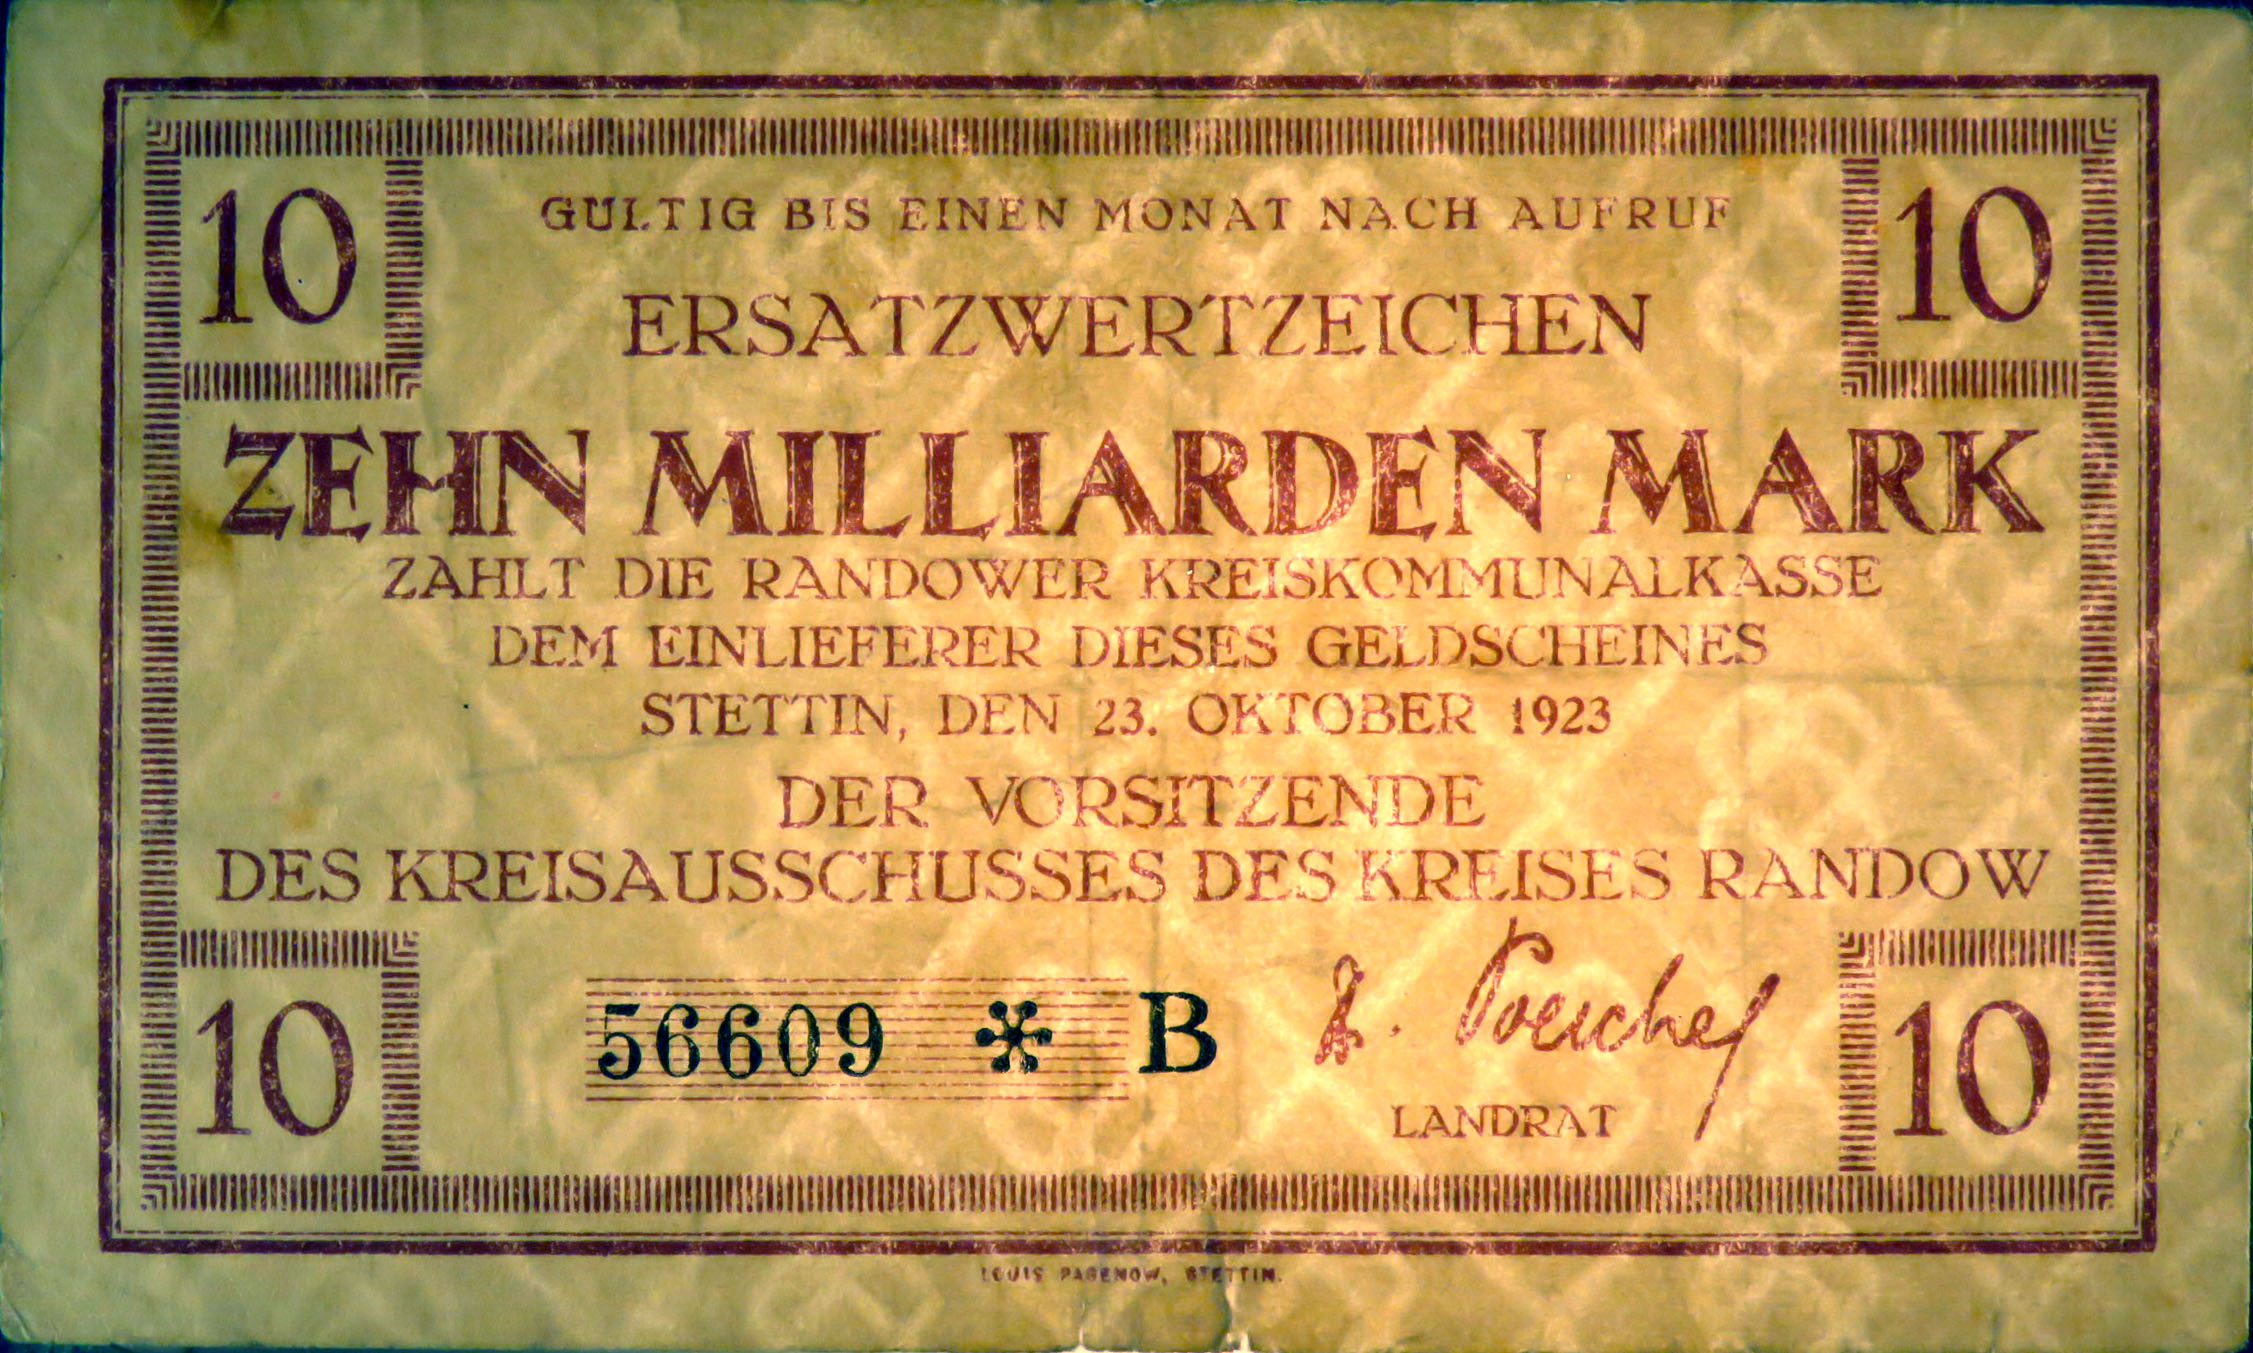 10 10
GÜLTIG BIS EINEN MONAT NACH AUFRUF
ERSATZWERTZEICHEN
ZEHN MILLIARDEN MARK
ZAHLT DIE RANDOWER KREISKOMMUNALKASSE
DEM EINLIEFERER DIESES GELDSCHEINES
STETTIN, DEN 23. OKTOBER 1923
DER VORSITZENDE
DES KREISAUSSCHUSSES DES KREISES RANDOW
10 56609 * B 10
LANDRAT
LOUIS PASENOW, STETTIN.